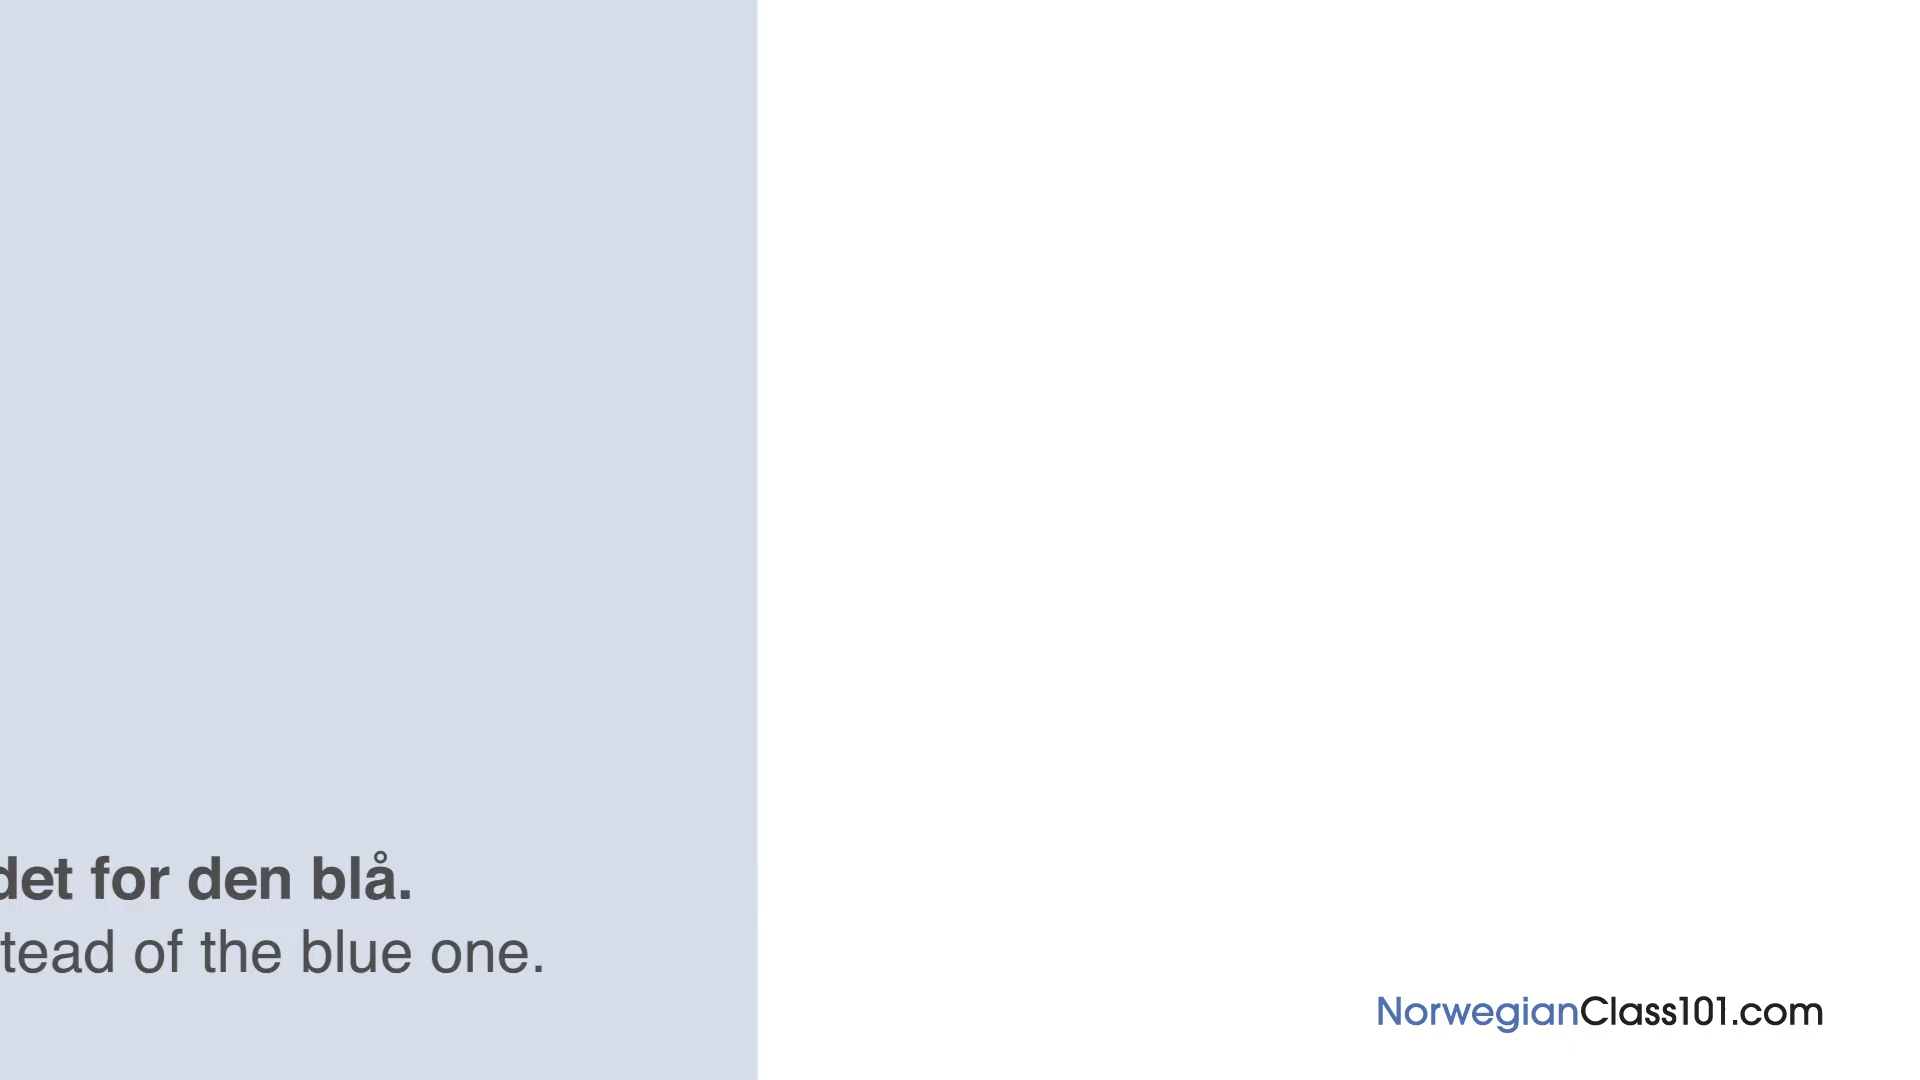 det for den blå.
tead of the blue one.
NorwegianClass101.com